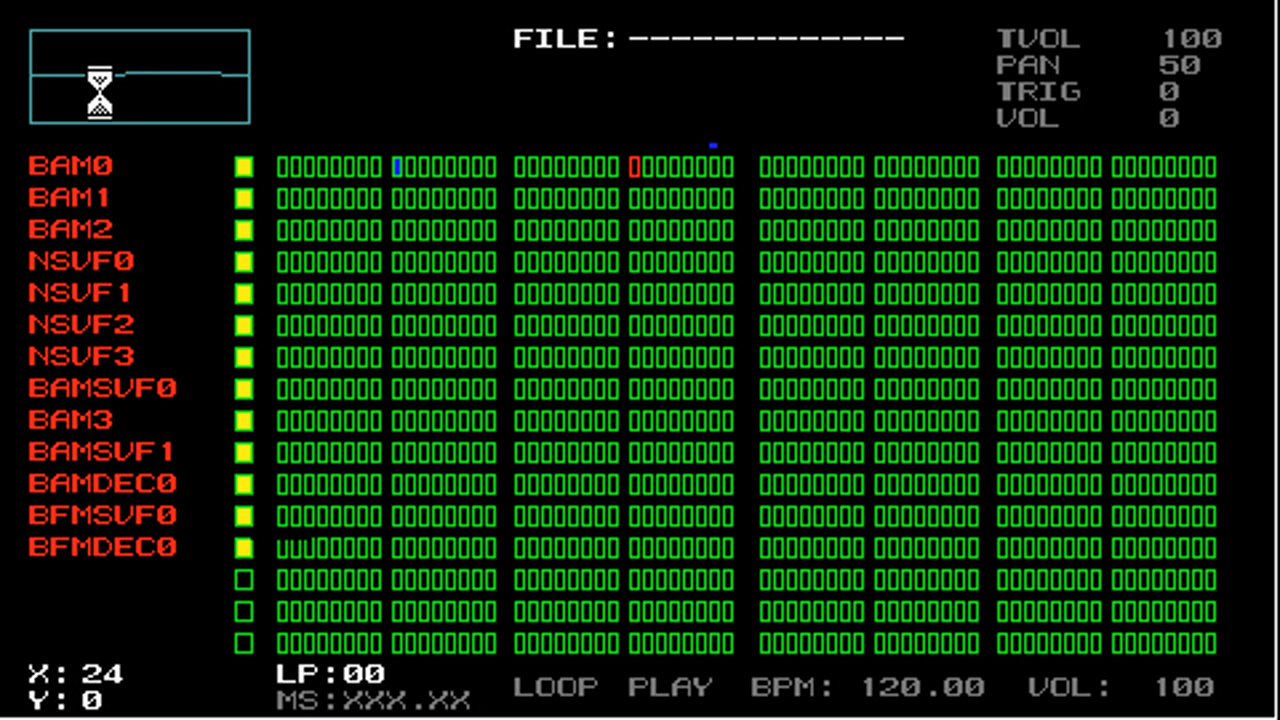 FILE:-------------
TVOL 100
PAN 50
TRIG 0
VOL 0
BAM0
BAM1
BAM2
NSVF0
NSVF1
NSVF2
NSVF3
BAMSVF0
BAM3
BAMSVF1
BAMDEC0
BFMSVF0
BFMDEC0
X: 24
Y: 0
LP:00
MS:XXX.XX
LOOP PLAY BPM: 120.00 VOL: 100